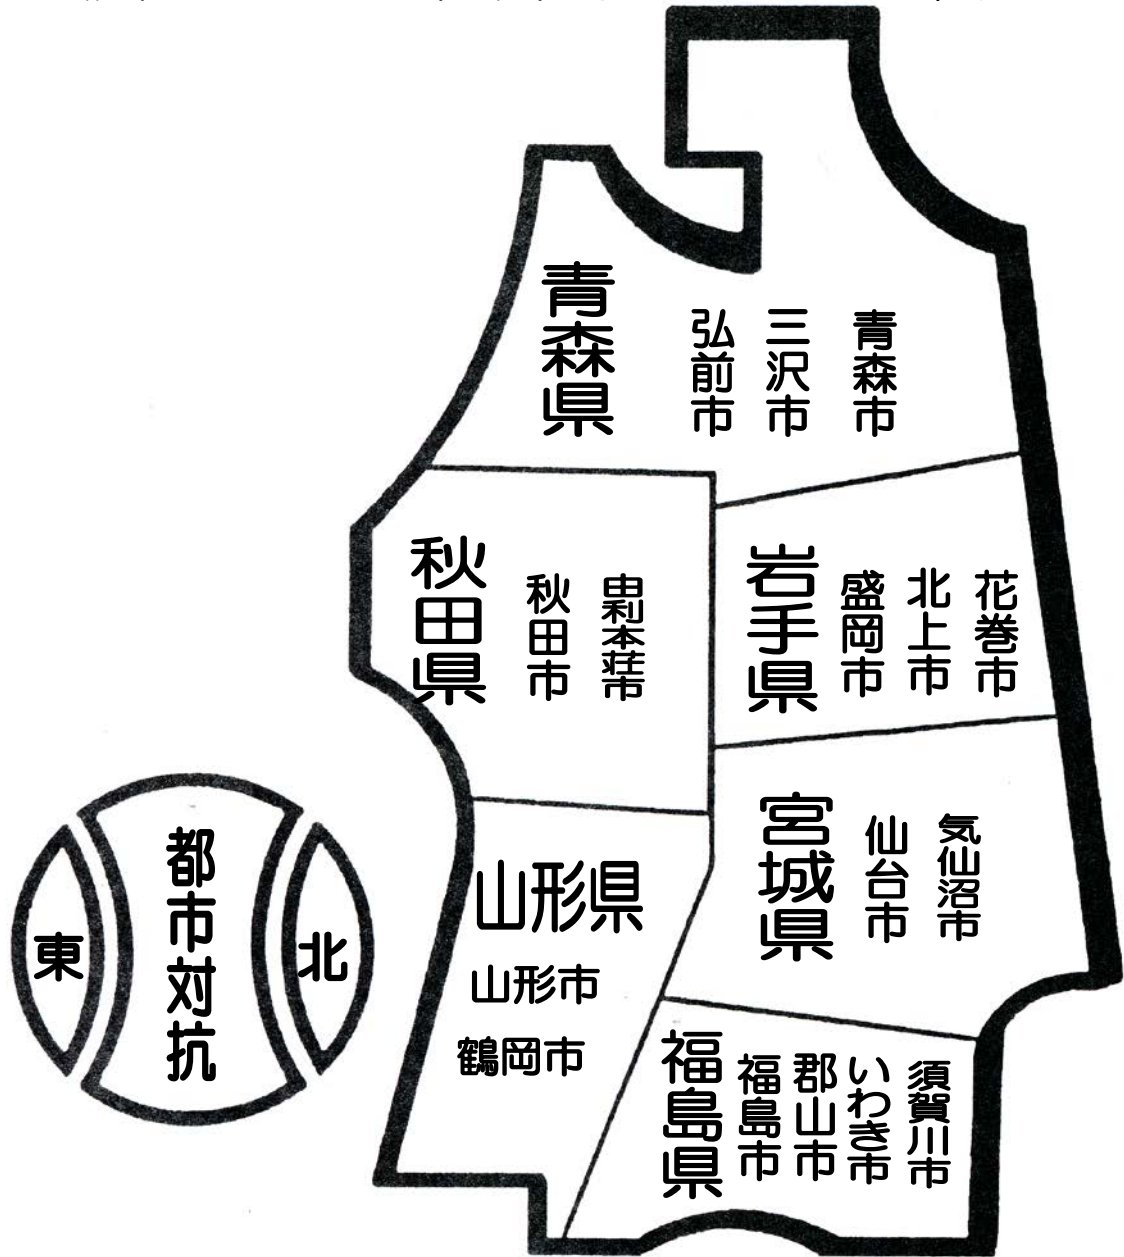 青森県
弘前市
三沢市
青森市
秋田県
秋田市
由利本荘市
岩手県
盛岡市
北上市
花巻市
宮城県
仙台市
気仙沼市
山形県
山形市
鶴岡市
福島県
福島市
郡山市
いわき市
須賀川市
東
都市対抗
北